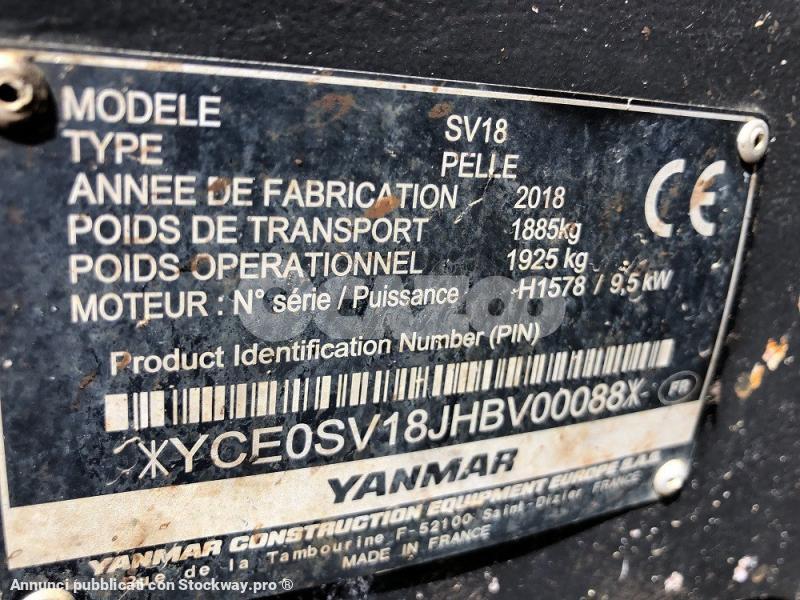 MODELE SV18
TYPE PELLE
ANNEE DE FABRICATION 2018
POIDS DE TRANSPORT 1885kg
POIDS OPERATIONNEL 1925 kg
MOTEUR : N° série / Puissance H1578 / 9,5 kW
CE
Product Identification Number (PIN)
*YCE0SV18JHBV00088*
FR
YANMAR
YANMAR CONSTRUCTION EQUIPMENT EUROPE S.A.S
rue de la Tambourine F-52100 Saint-Dizier FRANCE
MADE IN FRANCE
Annunci pubblicati con Stockway.pro ®